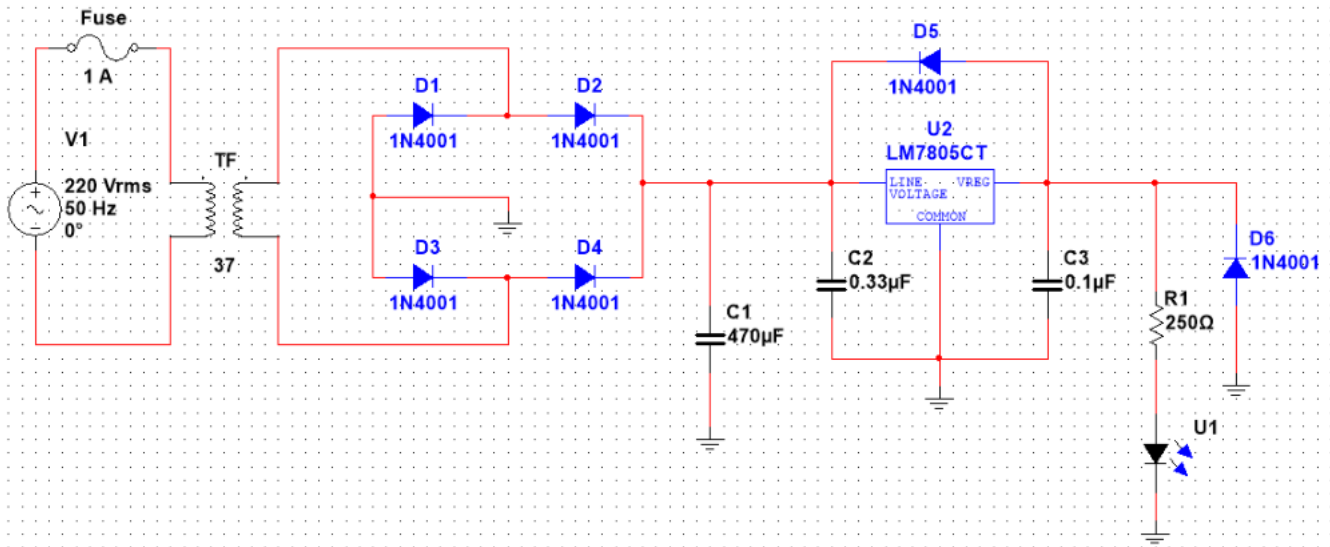 Fuse
1 A
V1
220 Vrms
50 Hz
0°
TF
37
D1
1N4001
D2
1N4001
D3
1N4001
D4
1N4001
C1
470µF
D5
1N4001
U2
LM7805CT
LINE VREG
VOLTAGE
COMMON
C2
0.33µF
C3
0.1µF
R1
250Ω
D6
1N4001
U1